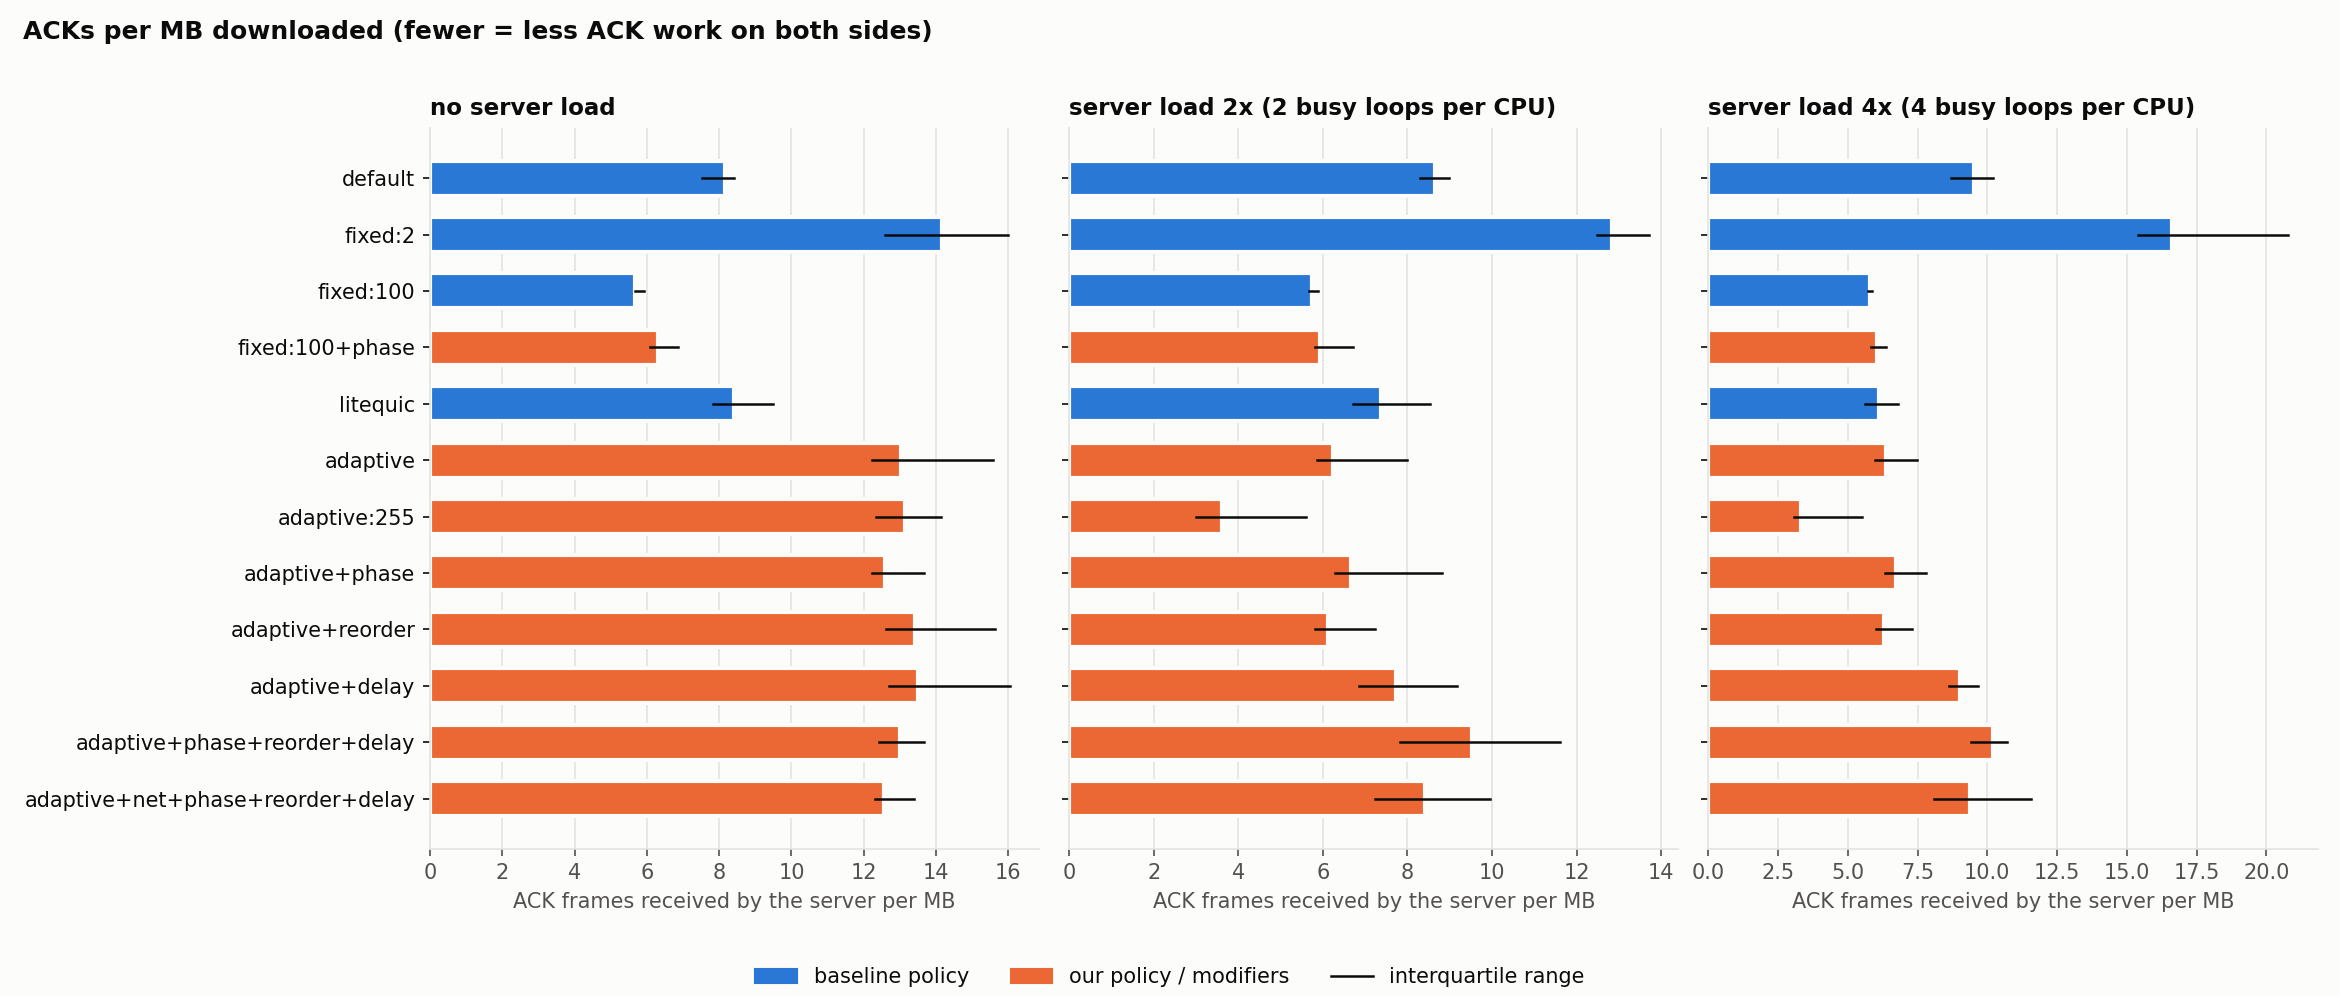 ACKs per MB downloaded (fewer = less ACK work on both sides)
no server load
server load 2x (2 busy loops per CPU)
server load 4x (4 busy loops per CPU)
default
fixed:2
fixed:100
fixed:100+phase
litequic
adaptive
adaptive:255
adaptive+phase
adaptive+reorder
adaptive+delay
adaptive+phase+reorder+delay
adaptive+net+phase+reorder+delay
0 2 4 6 8 10 12 14 16
0 2 4 6 8 10 12 14
0.0 2.5 5.0 7.5 10.0 12.5 15.0 17.5 20.0
ACK frames received by the server per MB
ACK frames received by the server per MB
ACK frames received by the server per MB
baseline policy
our policy / modifiers
interquartile range